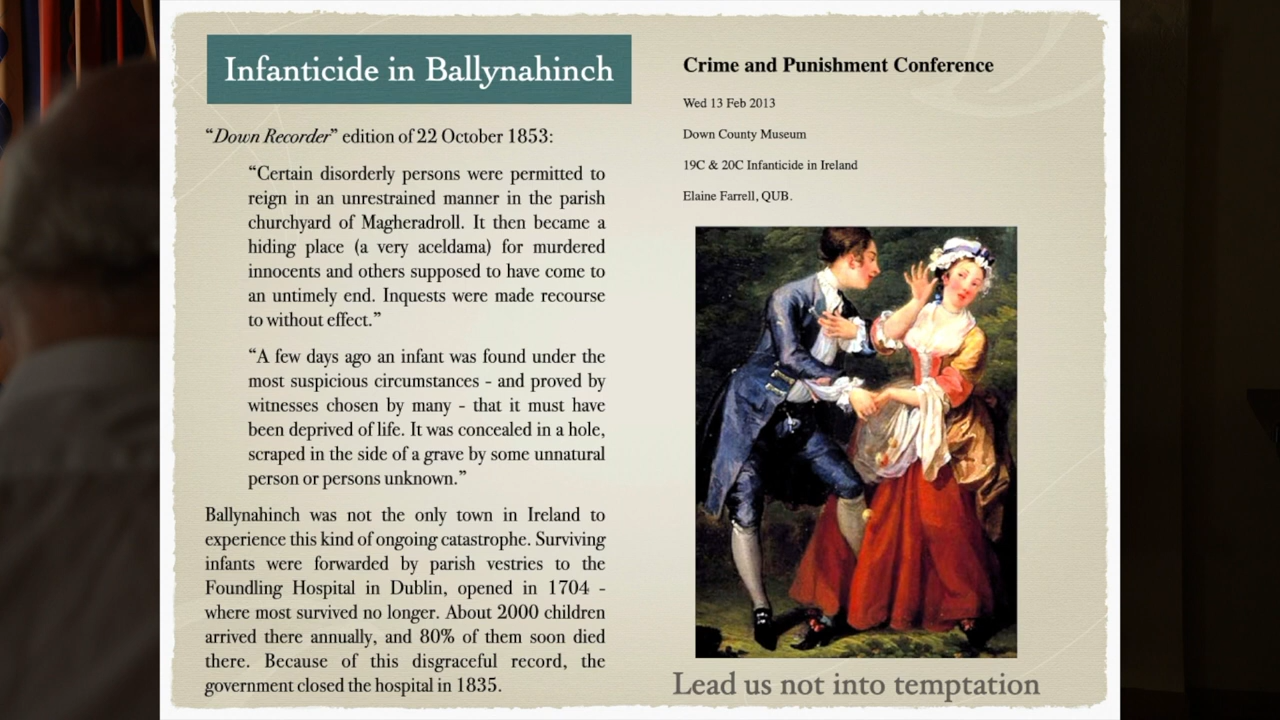 Infanticide in Ballynahinch
“Down Recorder” edition of 22 October 1853:
“Certain disorderly persons were permitted to
reign in an unrestrained manner in the parish
churchyard of Magheradroll. It then became a
hiding place (a very aceldama) for murdered
innocents and others supposed to have come to
an untimely end. Inquests were made recourse
to without effect.”
“A few days ago an infant was found under the
most suspicious circumstances - and proved by
witnesses chosen by many - that it must have
been deprived of life. It was concealed in a hole,
scraped in the side of a grave by some unnatural
person or persons unknown.”
Ballynahinch was not the only town in Ireland to
experience this kind of ongoing catastrophe. Surviving
infants were forwarded by parish vestries to the
Foundling Hospital in Dublin, opened in 1704 -
where most survived no longer. About 2000 children
arrived there annually, and 80% of them soon died
there. Because of this disgraceful record, the
government closed the hospital in 1835.
Crime and Punishment Conference
Wed 13 Feb 2013
Down County Museum
19C & 20C Infanticide in Ireland
Elaine Farrell, QUB.
Lead us not into temptation